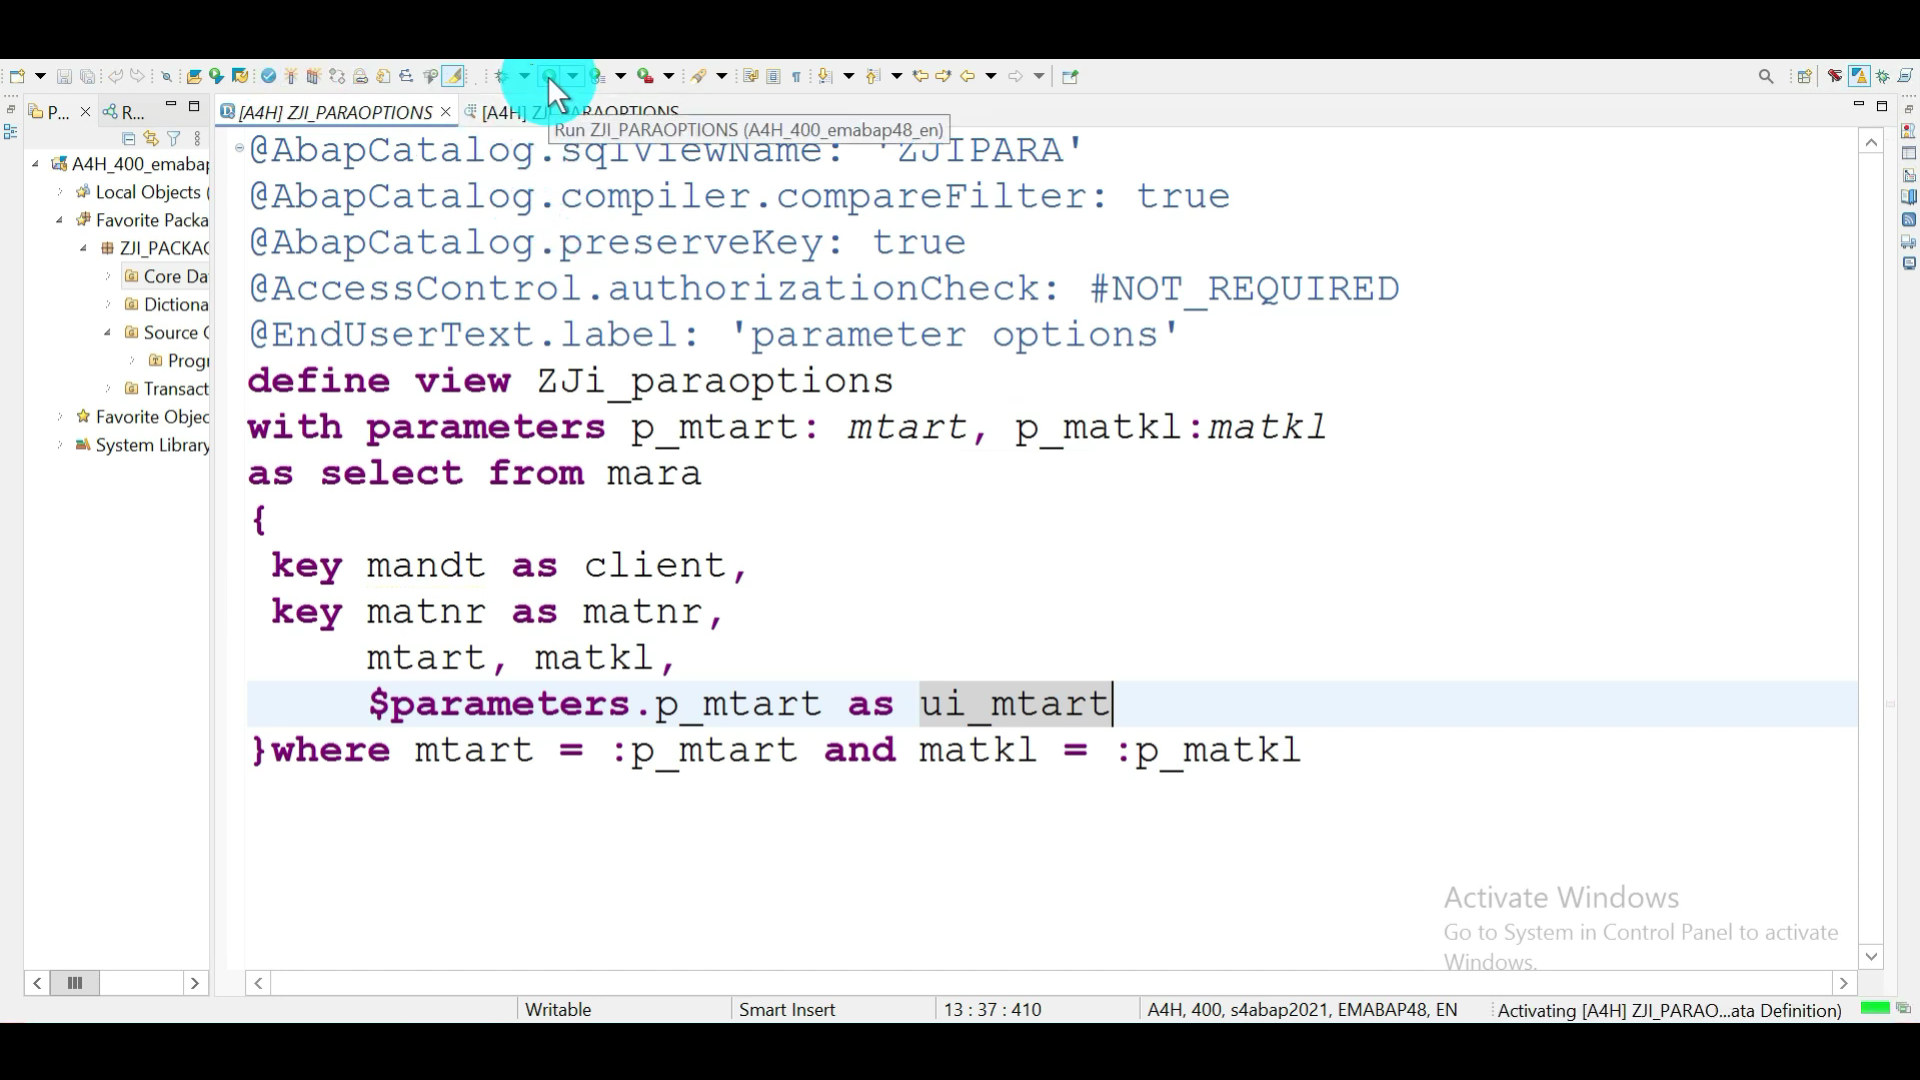 P...
R...
[A4H] ZJI_PARAOPTIONS
Run ZJI_PARAOPTIONS (A4H_400_emabap48_en)
A4H_400_emabap
Local Objects (
Favorite Packa
ZJI_PACKAG
Core Da
Dictiona
Source C
Progr
Transact
Favorite Objec
System Library
@AbapCatalog.sqlViewName: 'ZJIPARA'
@AbapCatalog.compiler.compareFilter: true
@AbapCatalog.preserveKey: true
@AccessControl.authorizationCheck: #NOT_REQUIRED
@EndUserText.label: 'parameter options'
define view ZJi_paraoptions
with parameters p_mtart: mtart, p_matkl:matkl
as select from mara
{
key mandt as client,
key matnr as matnr,
mtart, matkl,
$parameters.p_mtart as ui_mtart
}where mtart = :p_mtart and matkl = :p_matkl
Activate Windows
Go to System in Control Panel to activate
Windows.
Writable
Smart Insert
13 : 37 : 410
A4H, 400, s4abap2021, EMABAP48, EN
Activating [A4H] ZJI_PARAO...ata Definition)